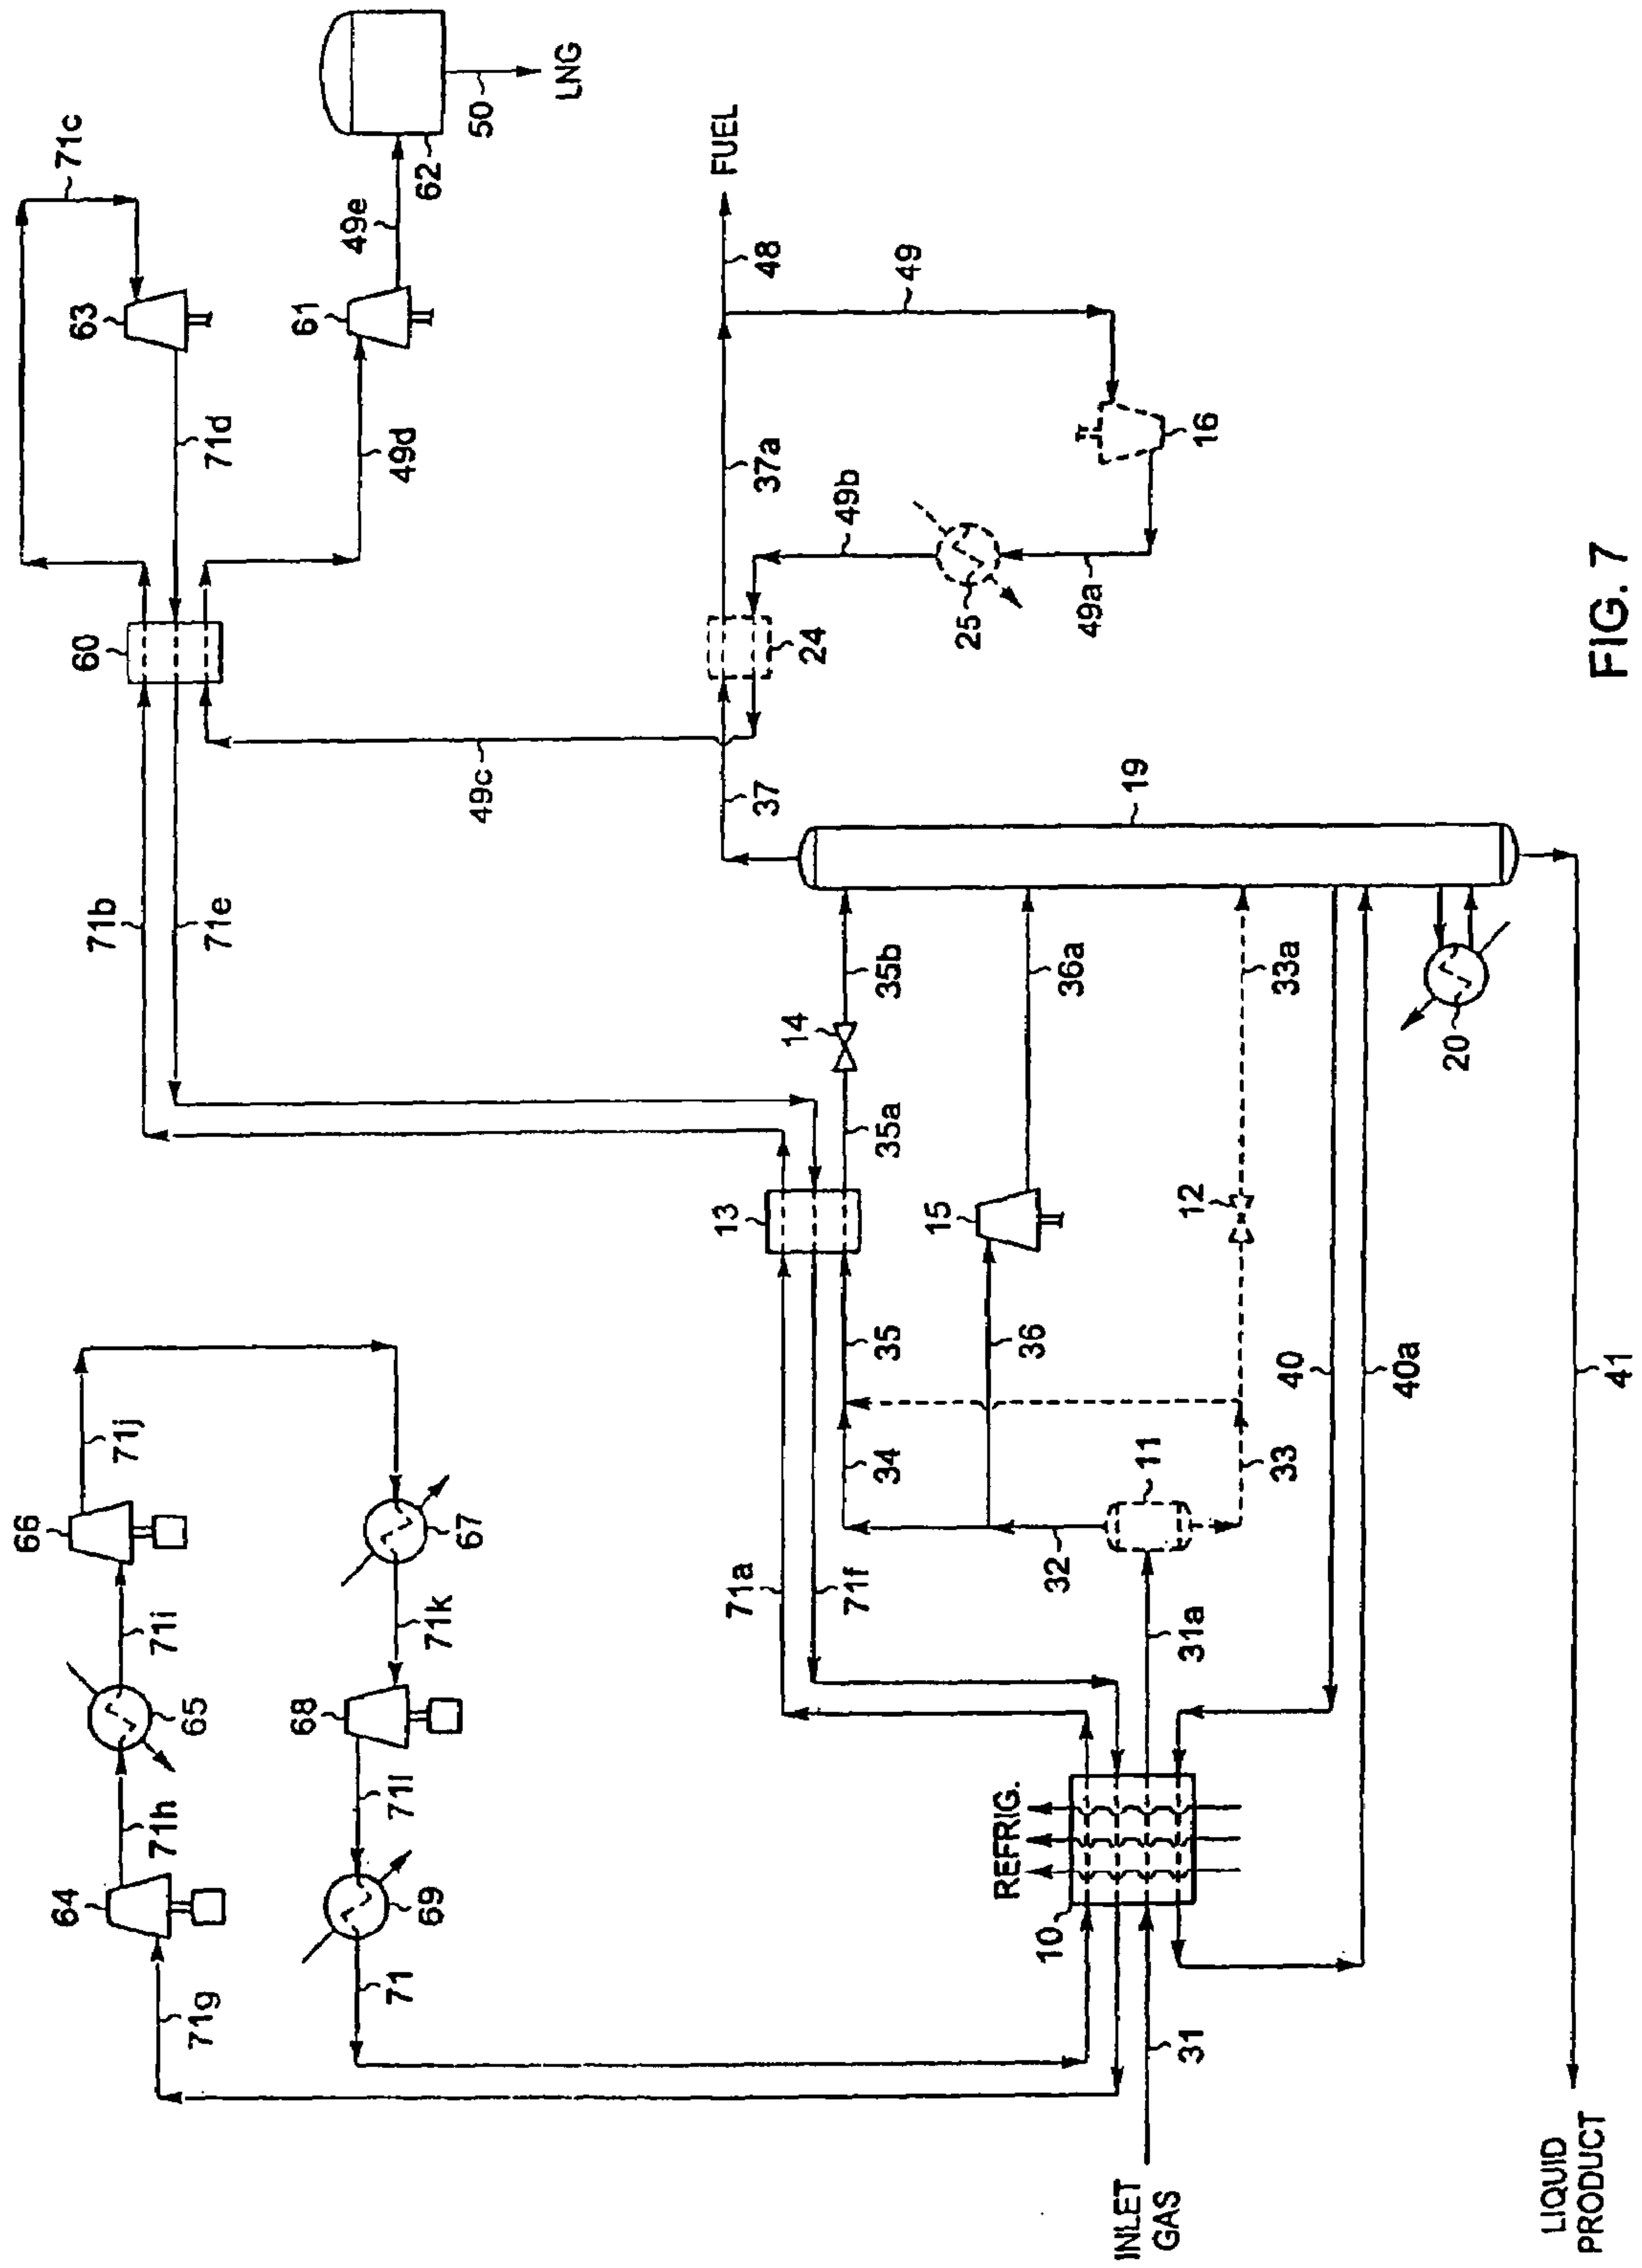 71g
64
71h
65
71i
66
71j
67
71k
68
71l
69
71
71b
71e
60
71d
63
71c
49d
61
49e
62
50
LNG
49c
INLET
GAS
31
10
REFRIG.
71a
71f
31a
32
11
33
34
35
36
13
15
12
35a
14
35b
36a
33a
40
40a
20
19
37
24
37a
49b
25
49a
16
49
48
FUEL
41
LIQUID
PRODUCT
FIG. 7